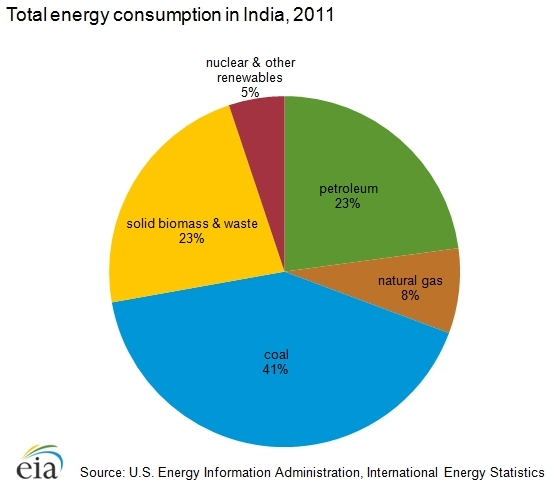 Total energy consumption in India, 2011
nuclear & other
renewables
5%
petroleum
23%
solid biomass & waste
23%
natural gas
8%
coal
41%
eia
Source: U.S. Energy Information Administration, International Energy Statistics